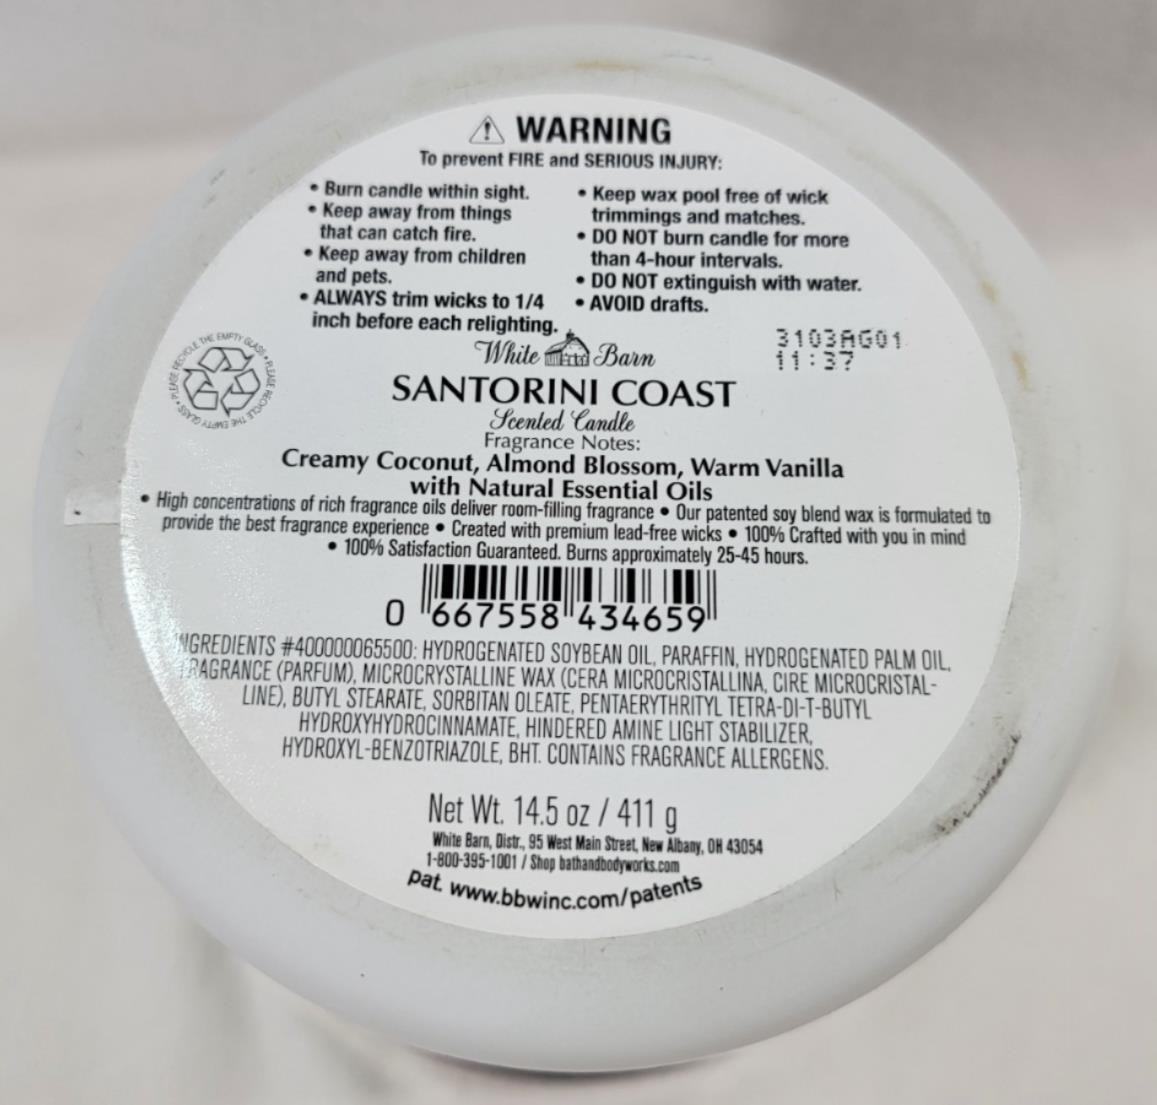 ⚠ WARNING
To prevent FIRE and SERIOUS INJURY:
• Burn candle within sight.
• Keep away from things
that can catch fire.
• Keep away from children
and pets.
• ALWAYS trim wicks to 1/4
inch before each relighting.
• Keep wax pool free of wick
trimmings and matches.
• DO NOT burn candle for more
than 4-hour intervals.
• DO NOT extinguish with water.
• AVOID drafts.
3103AG01
11:37
PLEASE RECYCLE THE EMPTY GLASS • PLEASE RECYCLE THE EMPTY GLASS •
White Barn
SANTORINI COAST
Scented Candle
Fragrance Notes:
Creamy Coconut, Almond Blossom, Warm Vanilla
with Natural Essential Oils
• High concentrations of rich fragrance oils deliver room-filling fragrance • Our patented soy blend wax is formulated to
provide the best fragrance experience • Created with premium lead-free wicks • 100% Crafted with you in mind
• 100% Satisfaction Guaranteed. Burns approximately 25-45 hours.
0 667558 434659
INGREDIENTS #400000065500: HYDROGENATED SOYBEAN OIL, PARAFFIN, HYDROGENATED PALM OIL,
FRAGRANCE (PARFUM), MICROCRYSTALLINE WAX (CERA MICROCRISTALLINA, CIRE MICROCRISTAL-
LINE), BUTYL STEARATE, SORBITAN OLEATE, PENTAERYTHRITYL TETRA-DI-T-BUTYL
HYDROXYHYDROCINNAMATE, HINDERED AMINE LIGHT STABILIZER,
HYDROXYL-BENZOTRIAZOLE, BHT. CONTAINS FRAGRANCE ALLERGENS.
Net Wt. 14.5 oz / 411 g
White Barn, Distr., 95 West Main Street, New Albany, OH 43054
1-800-395-1001 / Shop bathandbodyworks.com
pat. www.bbwinc.com/patents